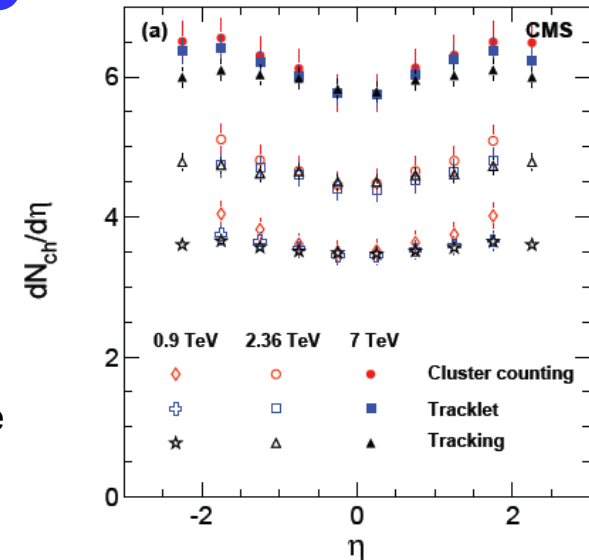 (a) CMS
6
4
dN_ch/dη
0.9 TeV 2.36 TeV 7 TeV
2
Cluster counting
Tracklet
e
Tracking
0
-2 0 2
η